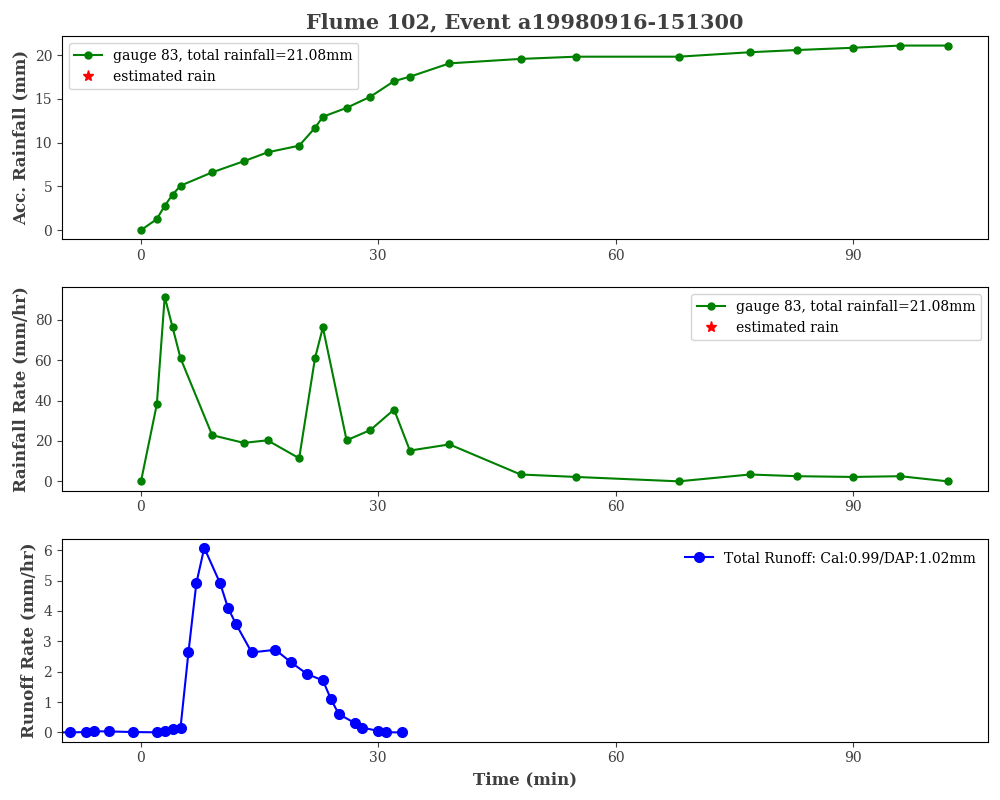 Flume 102, Event a19980916-151300
Acc. Rainfall (mm)
20
15
10
5
0
gauge 83, total rainfall=21.08mm
estimated rain
0 30 60 90
Rainfall Rate (mm/hr)
80
60
40
20
0
gauge 83, total rainfall=21.08mm
estimated rain
0 30 60 90
Runoff Rate (mm/hr)
6
5
4
3
2
1
0
Total Runoff: Cal:0.99/DAP:1.02mm
0 30 60 90
Time (min)